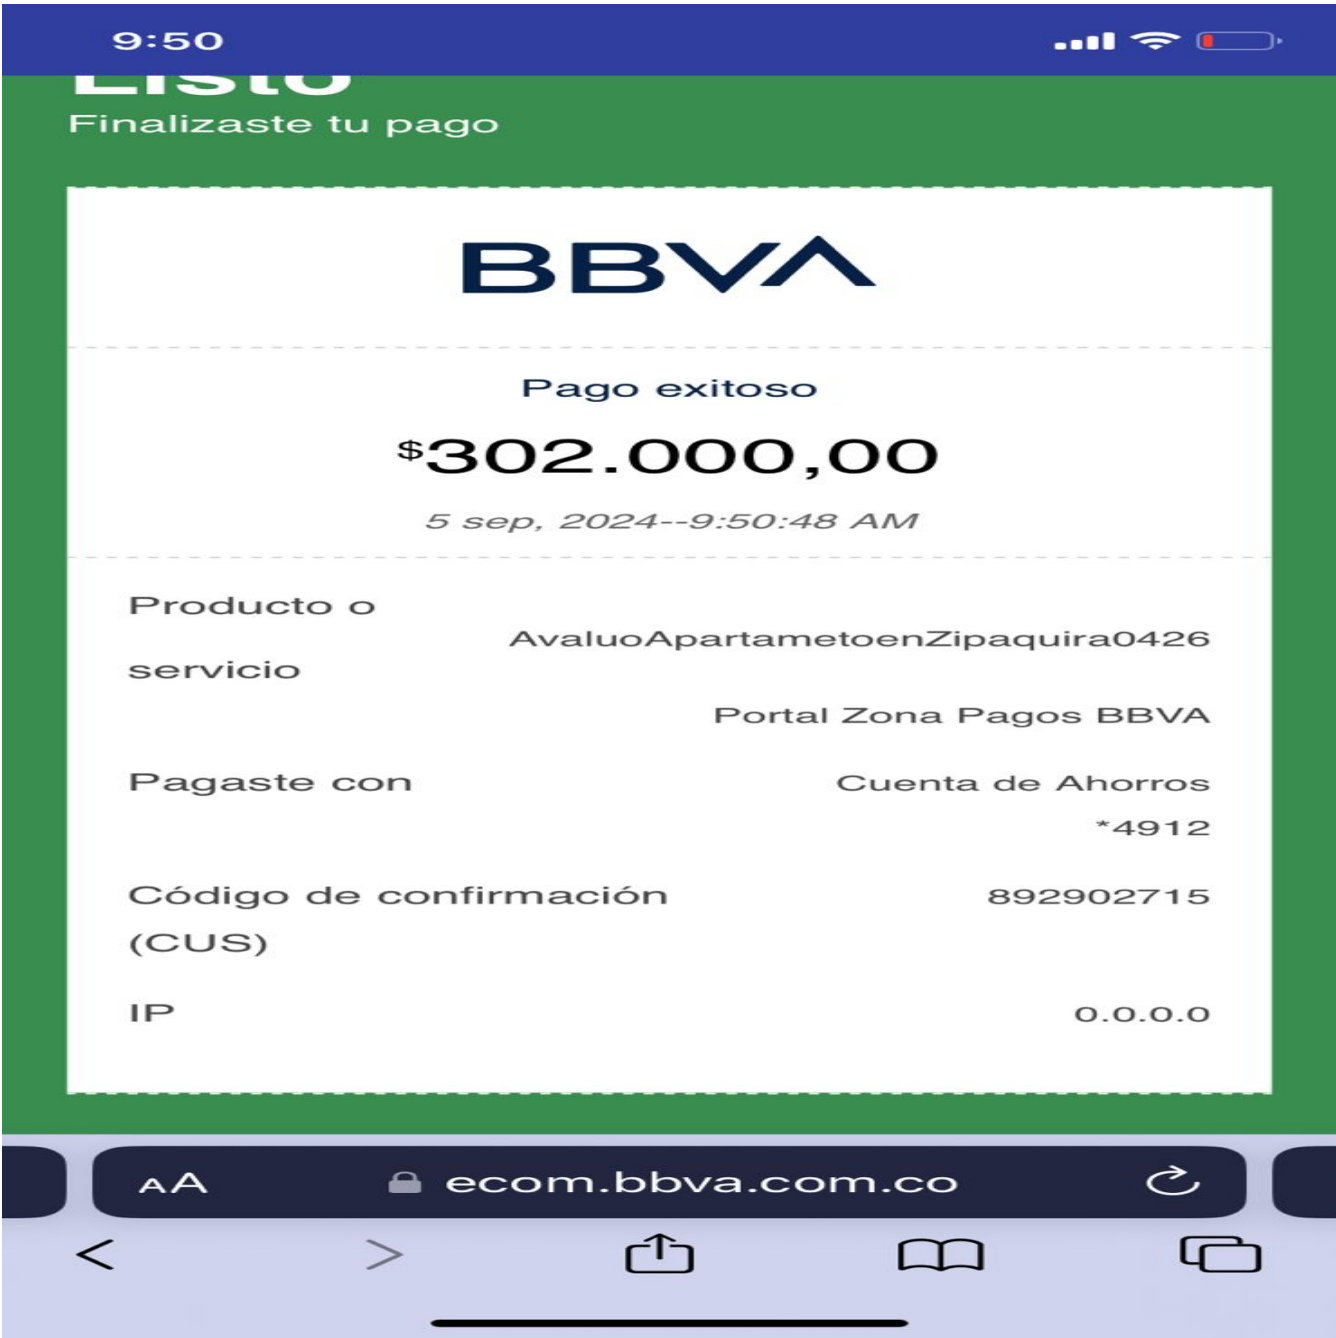 9:50
Listo
Finalizaste tu pago
BBVA
Pago exitoso
$302.000,00
5 sep, 2024--9:50:48 AM
Producto o
servicio
AvaluoApartametoenZipaquira0426
Portal Zona Pagos BBVA
Pagaste con
Cuenta de Ahorros
*4912
Código de confirmación
(CUS)
892902715
IP
0.0.0.0
AA
ecom.bbva.com.co